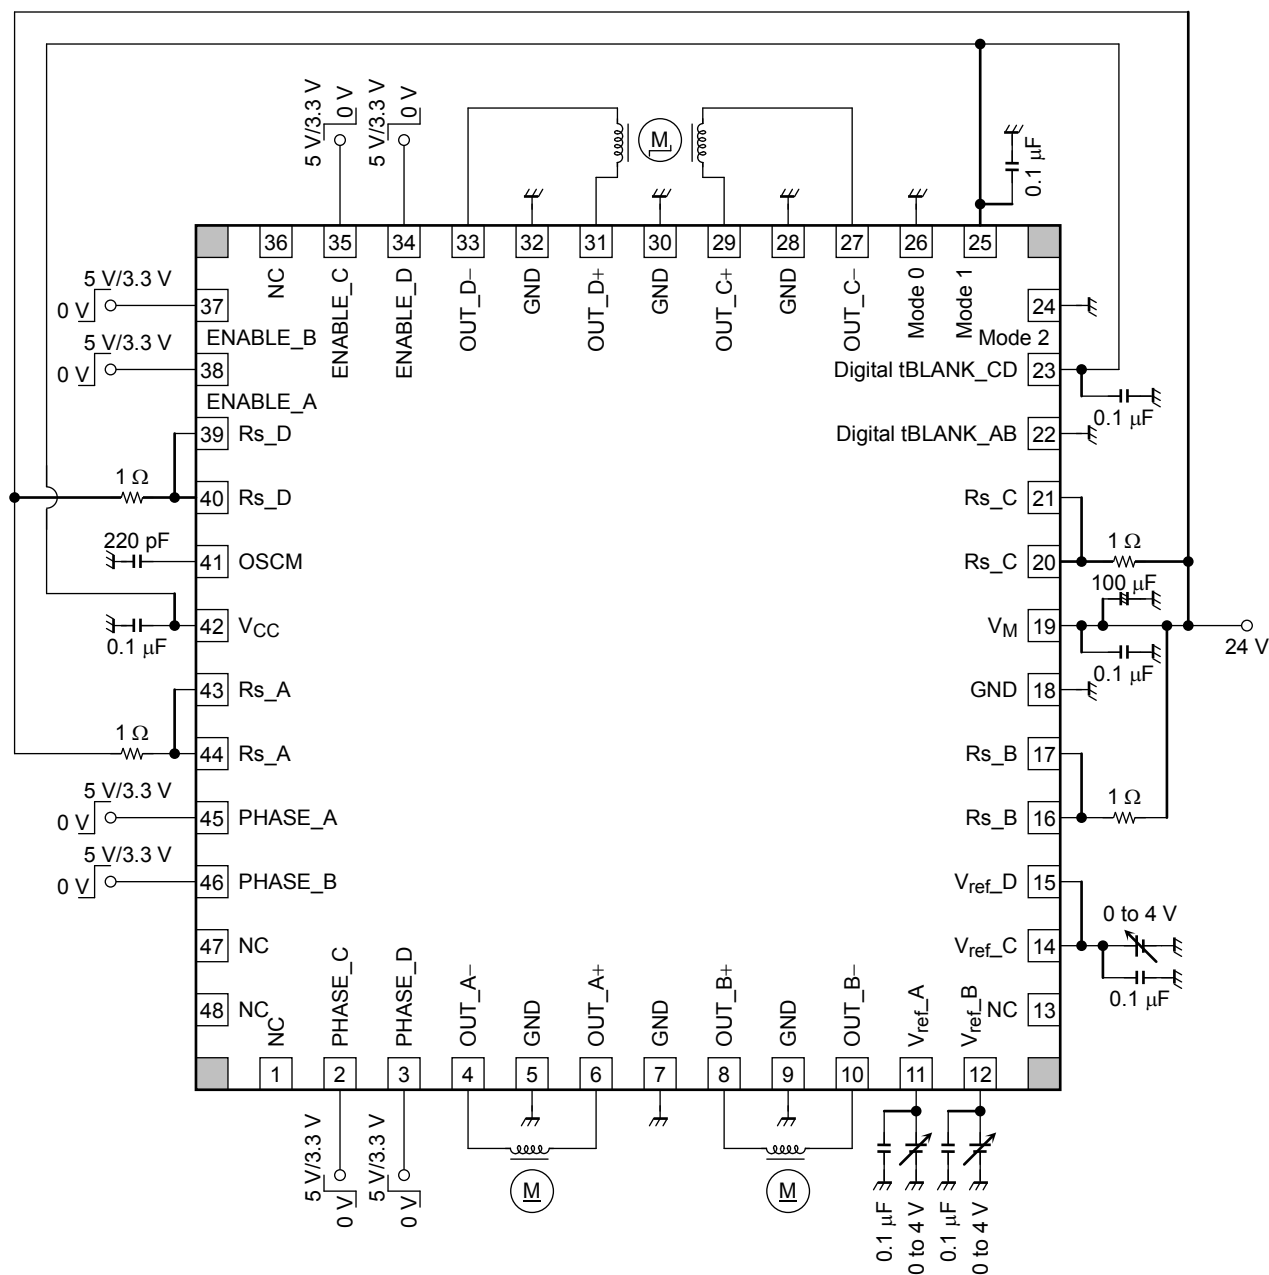 5 V/3.3 V
0 V
5 V/3.3 V
0 V
M
0.1 μF
36
35
34
33
32
31
30
29
28
27
26
25
NC
ENABLE_C
ENABLE_D
OUT_D−
GND
OUT_D+
GND
OUT_C+
GND
OUT_C−
Mode 0
Mode 1
5 V/3.3 V
0 V
37
ENABLE_B
24
Mode 2
5 V/3.3 V
0 V
38
ENABLE_A
Digital tBLANK_CD
23
0.1 μF
39
Rs_D
Digital tBLANK_AB
22
1 Ω
40
Rs_D
Rs_C
21
220 pF
41
OSCM
Rs_C
20
1 Ω
100 μF
42
VCC
0.1 μF
VM
19
24 V
0.1 μF
43
Rs_A
GND
18
1 Ω
44
Rs_A
Rs_B
17
5 V/3.3 V
0 V
45
PHASE_A
Rs_B
16
1 Ω
5 V/3.3 V
0 V
46
PHASE_B
Vref_D
15
0 to 4 V
47
NC
Vref_C
14
0.1 μF
48
NC
NC
13
NC
PHASE_C
PHASE_D
OUT_A−
GND
OUT_A+
GND
OUT_B+
GND
OUT_B−
Vref_A
Vref_B
1
2
3
4
5
6
7
8
9
10
11
12
5 V/3.3 V
0 V
5 V/3.3 V
0 V
M
M
0.1 μF
0 to 4 V
0.1 μF
0 to 4 V